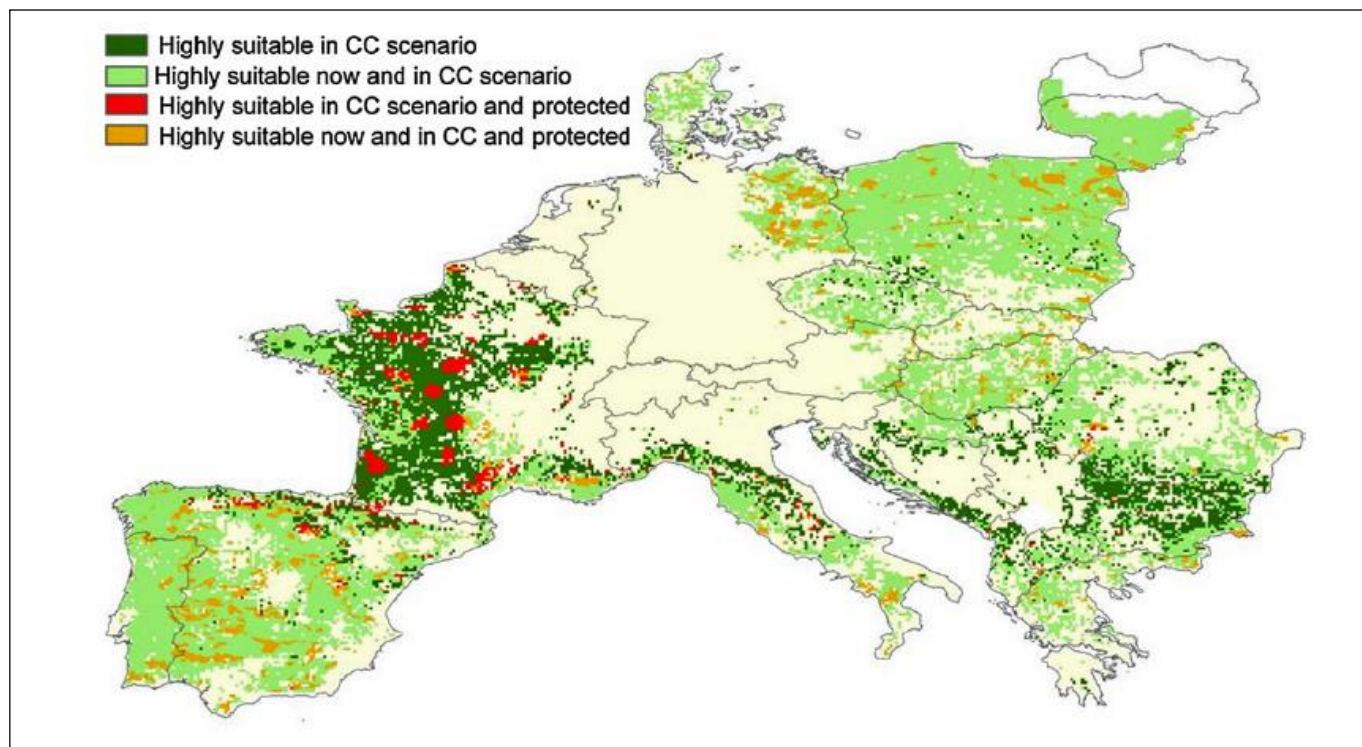 Highly suitable in CC scenario
Highly suitable now and in CC scenario
Highly suitable in CC scenario and protected
Highly suitable now and in CC and protected